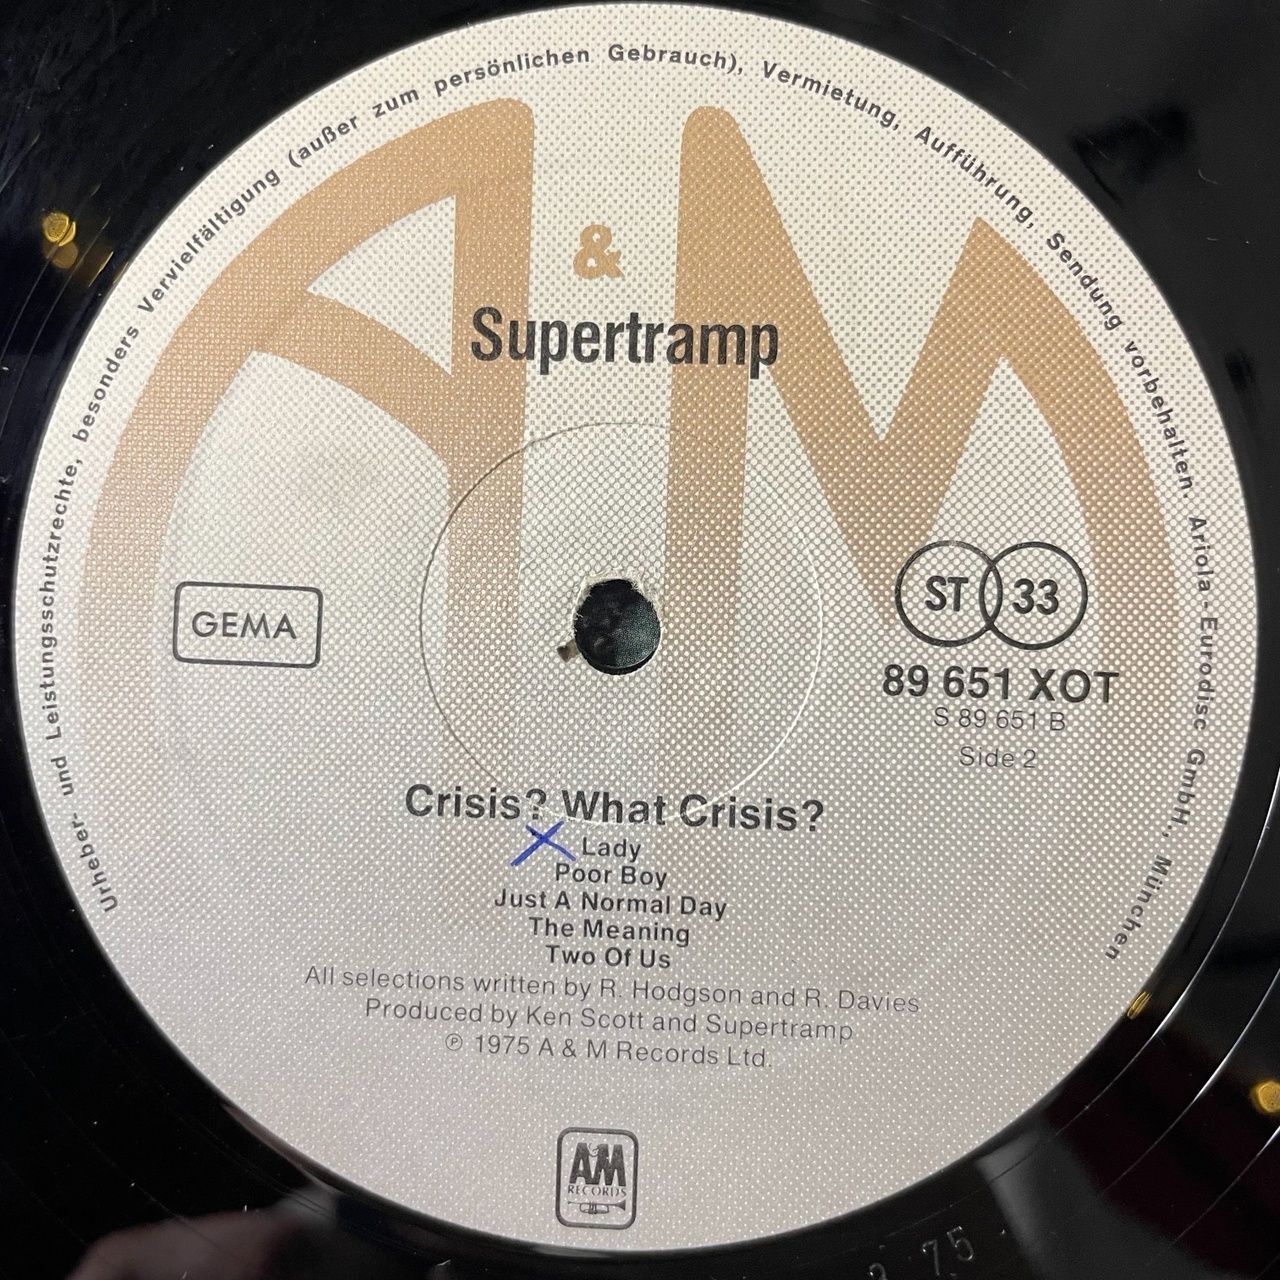 Urheber- und Leistungsschutzrechte, besonders Vervielfältigung (außer zum persönlichen Gebrauch), Vermietung, Aufführung, Sendung vorbehalten. Ariola-Eurodisc GmbH., München
A & M
Supertramp
GEMA
ST 33
89 651 XOT
S 89 651 B
Side 2
Crisis? What Crisis?
Lady
Poor Boy
Just A Normal Day
The Meaning
Two Of Us
All selections written by R. Hodgson and R. Davies
Produced by Ken Scott and Supertramp
℗ 1975 A & M Records Ltd.
AM
RECORDS
75